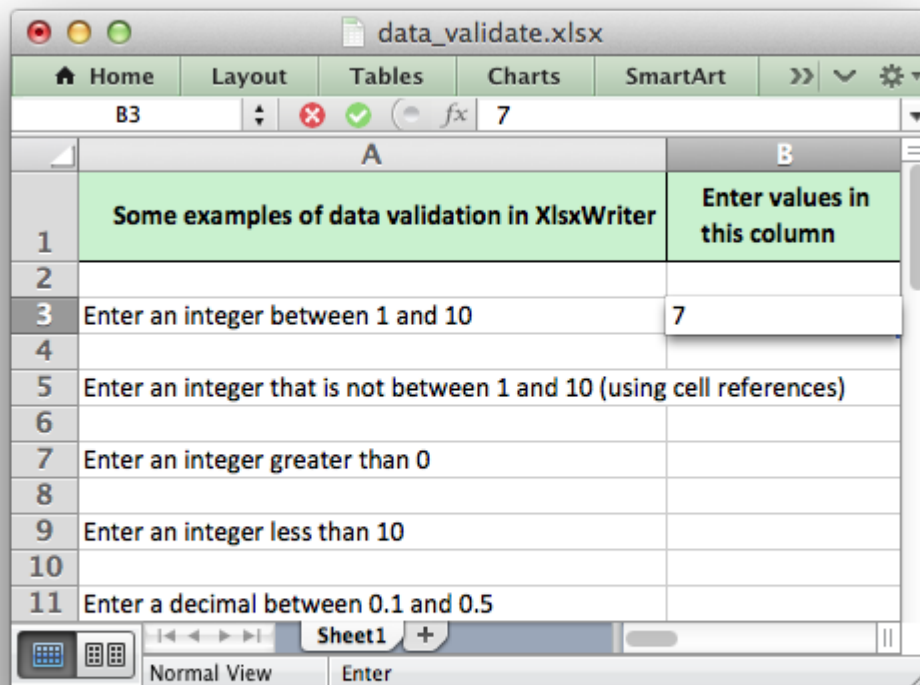 data_validate.xlsx
Home Layout Tables Charts SmartArt
B3 fx 7
A B
1 Some examples of data validation in XlsxWriter Enter values in this column
2
3 Enter an integer between 1 and 10 7
4
5 Enter an integer that is not between 1 and 10 (using cell references)
6
7 Enter an integer greater than 0
8
9 Enter an integer less than 10
10
11 Enter a decimal between 0.1 and 0.5
Sheet1 +
Normal View Enter